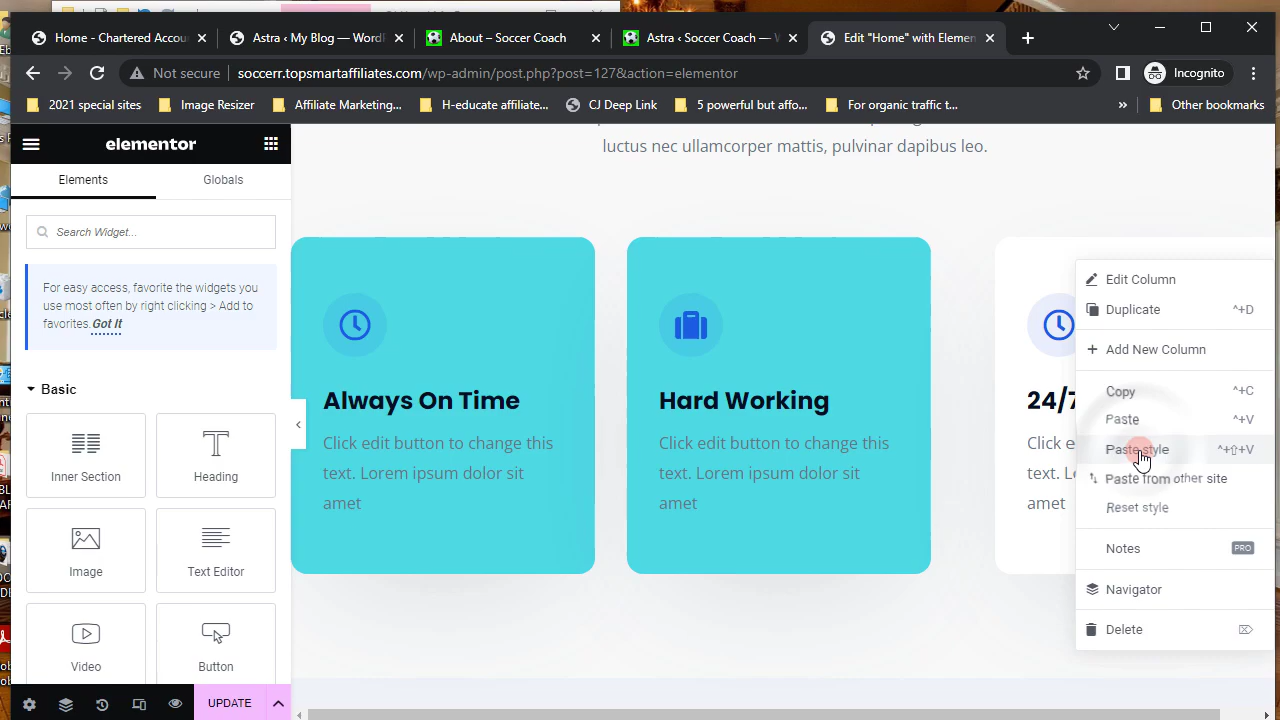 Home - Chartered Accou
Astra ‹ My Blog — WordP
About – Soccer Coach
Astra ‹ Soccer Coach — W
Edit "Home" with Elemen
Not secure
soccerr.topsmartaffiliates.com/wp-admin/post.php?post=127&action=elementor
Incognito
2021 special sites
Image Resizer
Affiliate Marketing...
H-educate affiliate...
CJ Deep Link
5 powerful but affo...
For organic traffic t...
»
Other bookmarks
elementor
Elements
Globals
Search Widget...
For easy access, favorite the widgets you
use most often by right clicking > Add to
favorites. Got It
Basic
Inner Section
Heading
Image
Text Editor
Video
Button
UPDATE
luctus nec ullamcorper mattis, pulvinar dapibus leo.
Always On Time
Click edit button to change this
text. Lorem ipsum dolor sit
amet
Hard Working
Click edit button to change this
text. Lorem ipsum dolor sit
amet
24/7
Click e
text. L
amet
Edit Column
Duplicate ^+D
Add New Column
Copy ^+C
Paste ^+V
Paste style ^+⇧+V
Paste from other site
Reset style
Notes PRO
Navigator
Delete